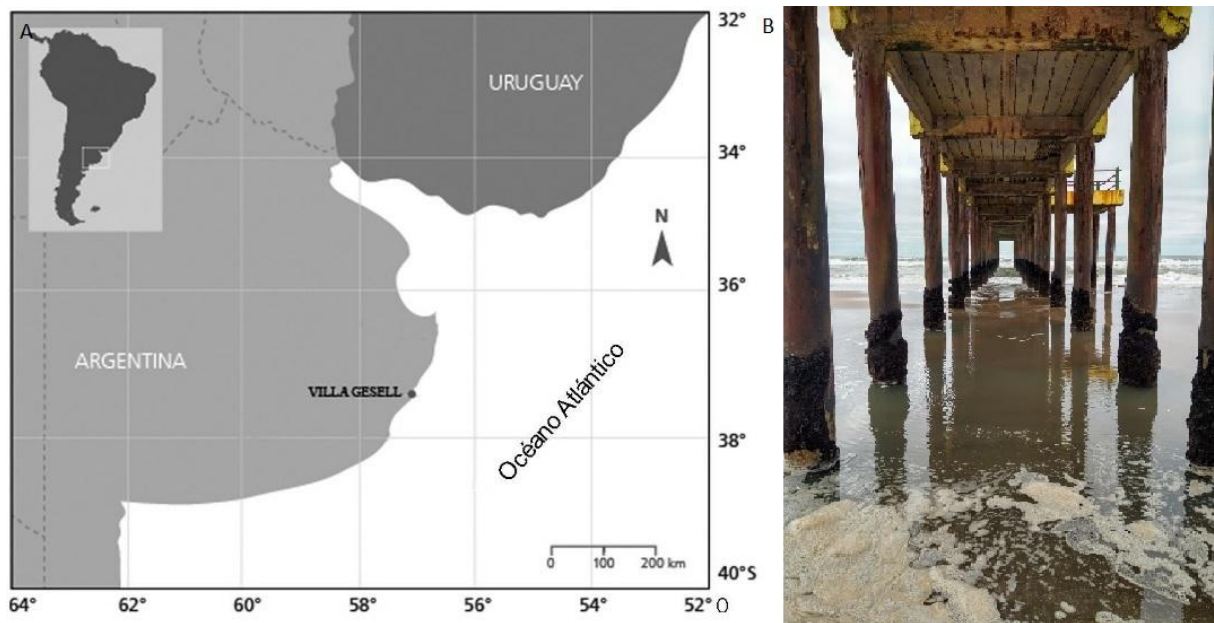 A
B
URUGUAY
N
ARGENTINA
VILLA GESELL
Océano Atlántico
0 100 200 km
32°
34°
36°
38°
40°S
64° 62° 60° 58° 56° 54° 52° O